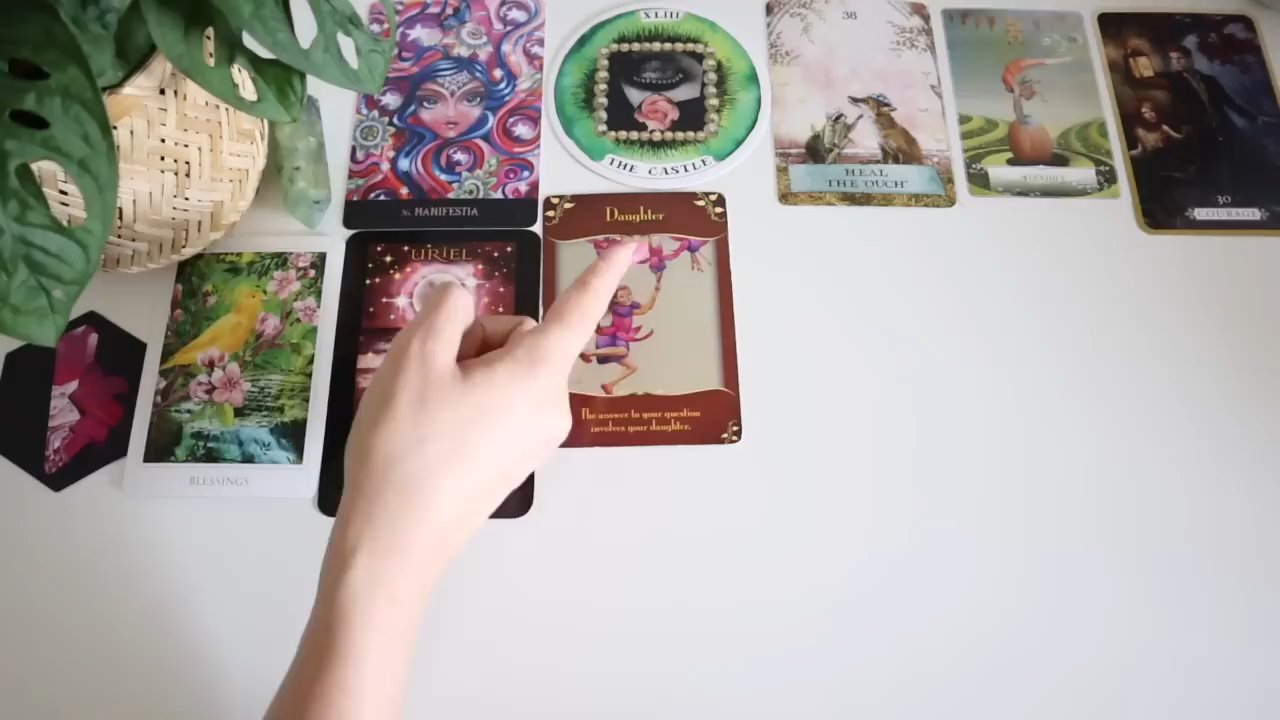 XLIII
THE CASTLE
38
HEAL
THE "OUCH"
30
COURAGE
MANIFESTIA
URIEL
Daughter
The answer to your question
involves your daughter.
BLESSINGS